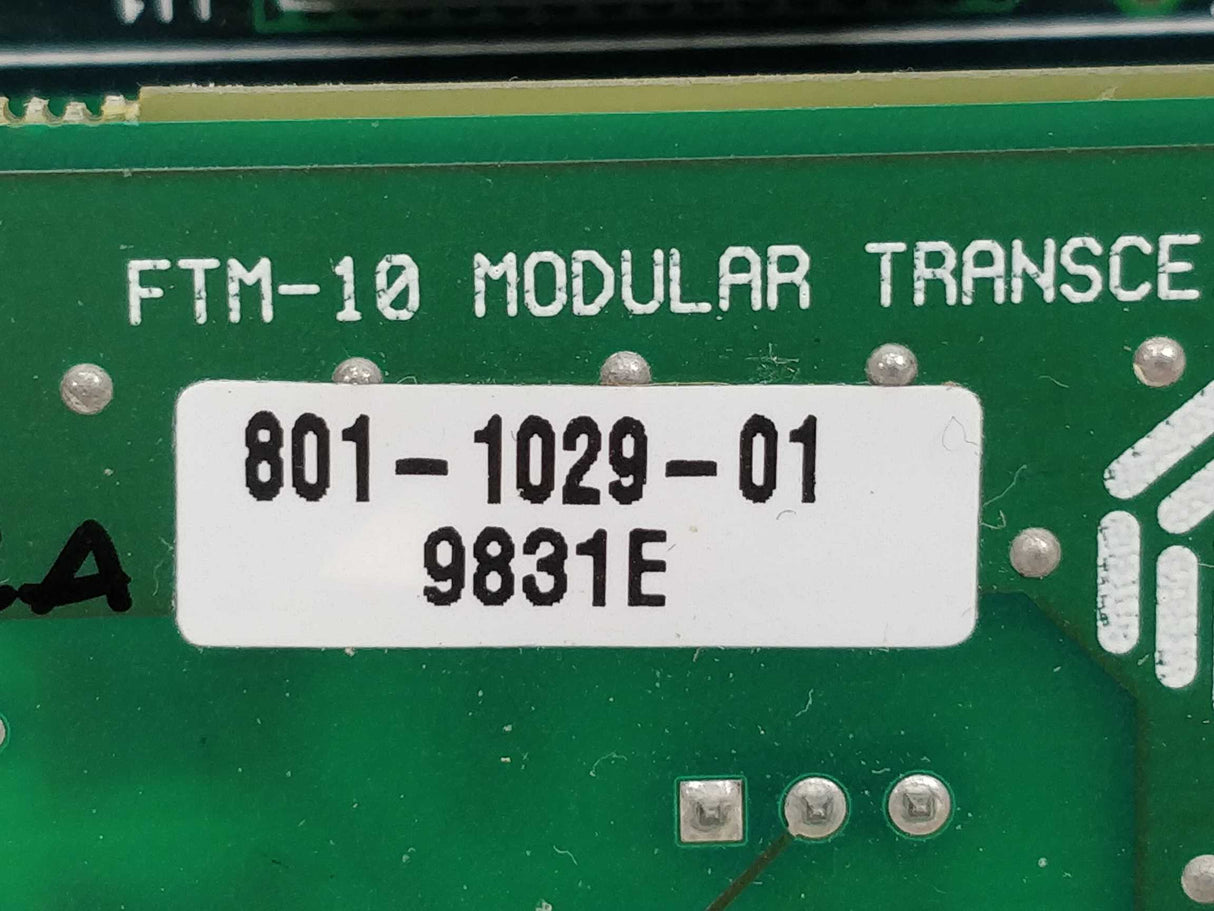 FTM-10 MODULAR TRANSCE
801-1029-01
9831E